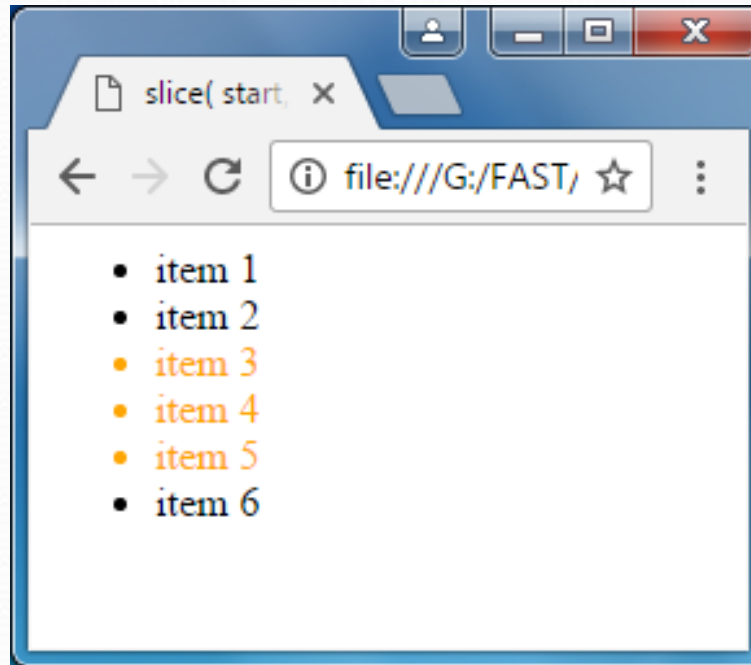 slice( start,
file:///G:/FAST/
item 1
item 2
item 3
item 4
item 5
item 6